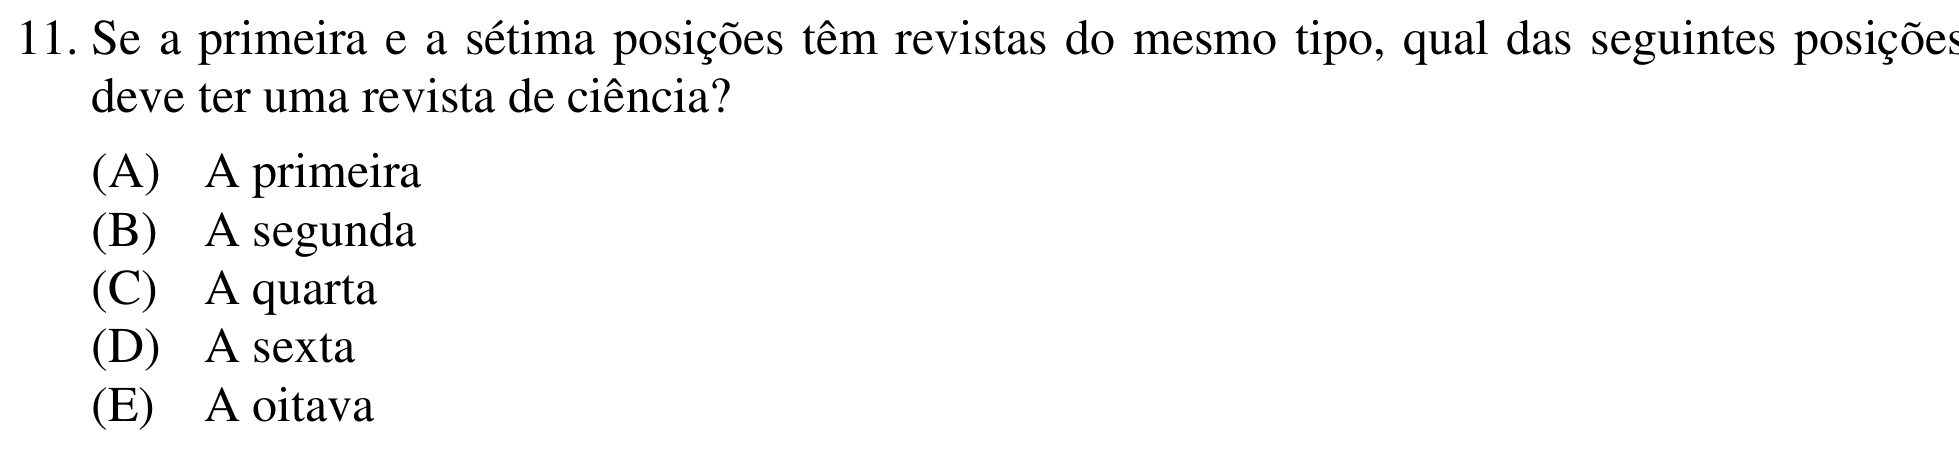 11. Se a primeira e a sétima posições têm revistas do mesmo tipo, qual das seguintes posições
deve ter uma revista de ciência?
(A) A primeira
(B) A segunda
(C) A quarta
(D) A sexta
(E) A oitava